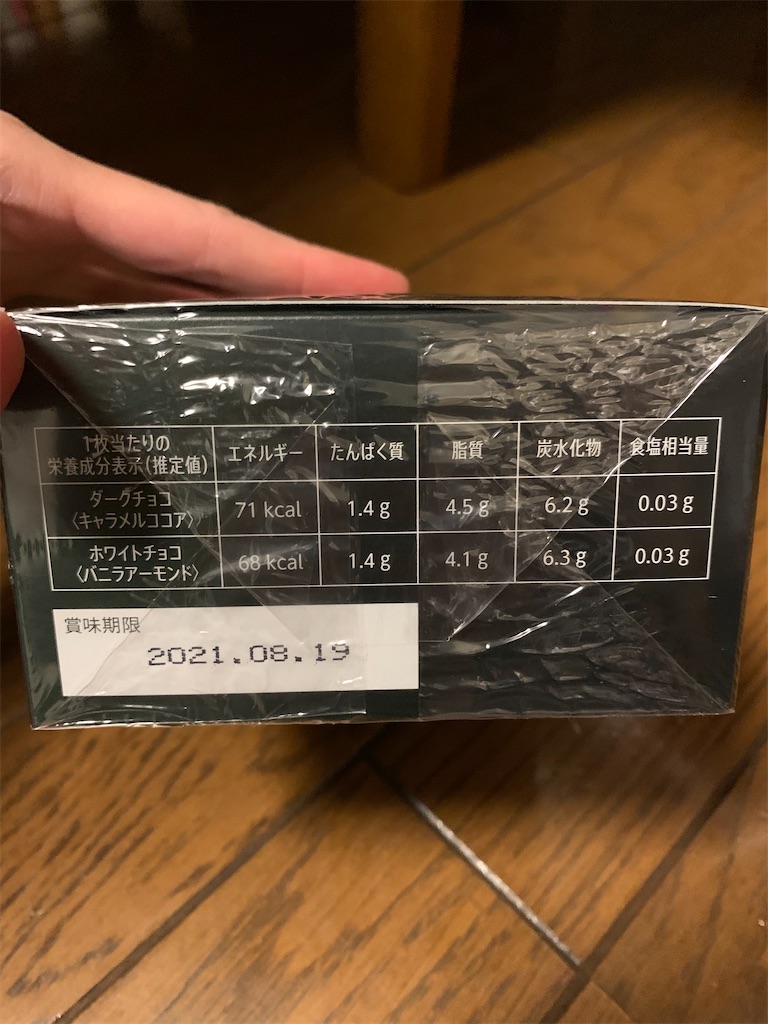 1枚当たりの
栄養成分表示(推定値) エネルギー たんぱく質 脂質 炭水化物 食塩相当量
ダークチョコ
〈キャラメルココア〉 71 kcal 1.4 g 4.5 g 6.2 g 0.03 g
ホワイトチョコ
〈バニラアーモンド〉 68 kcal 1.4 g 4.1 g 6.3 g 0.03 g
賞味期限
2021.08.19